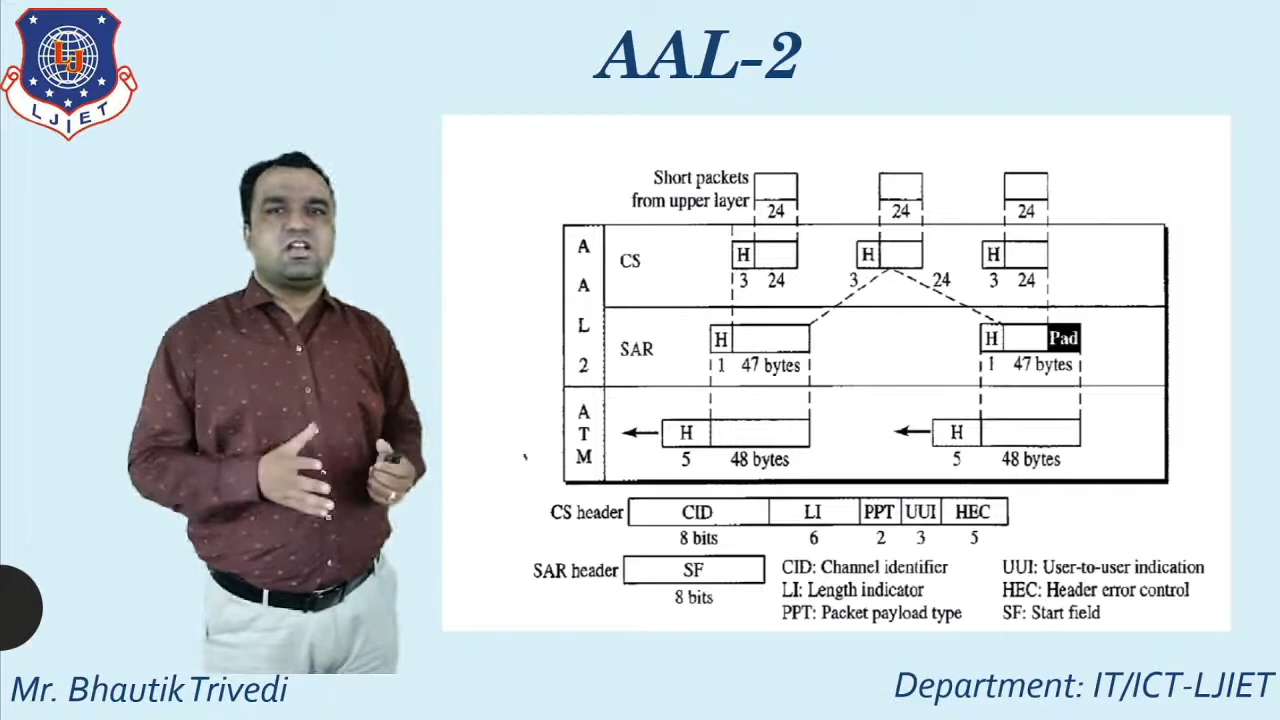 AAL-2
LJ
LJIET
Short packets
from upper layer
24 24 24
A A L 2
CS
H H H
3 24 3 24 3 24
SAR
H H Pad
1 47 bytes 1 47 bytes
A T M
H H
5 48 bytes 5 48 bytes
CS header CID LI PPT UUI HEC
8 bits 6 2 3 5
SAR header SF
8 bits
CID: Channel identifier UUI: User-to-user indication
LI: Length indicator HEC: Header error control
PPT: Packet payload type SF: Start field
Mr. Bhautik Trivedi
Department: IT/ICT-LJIET